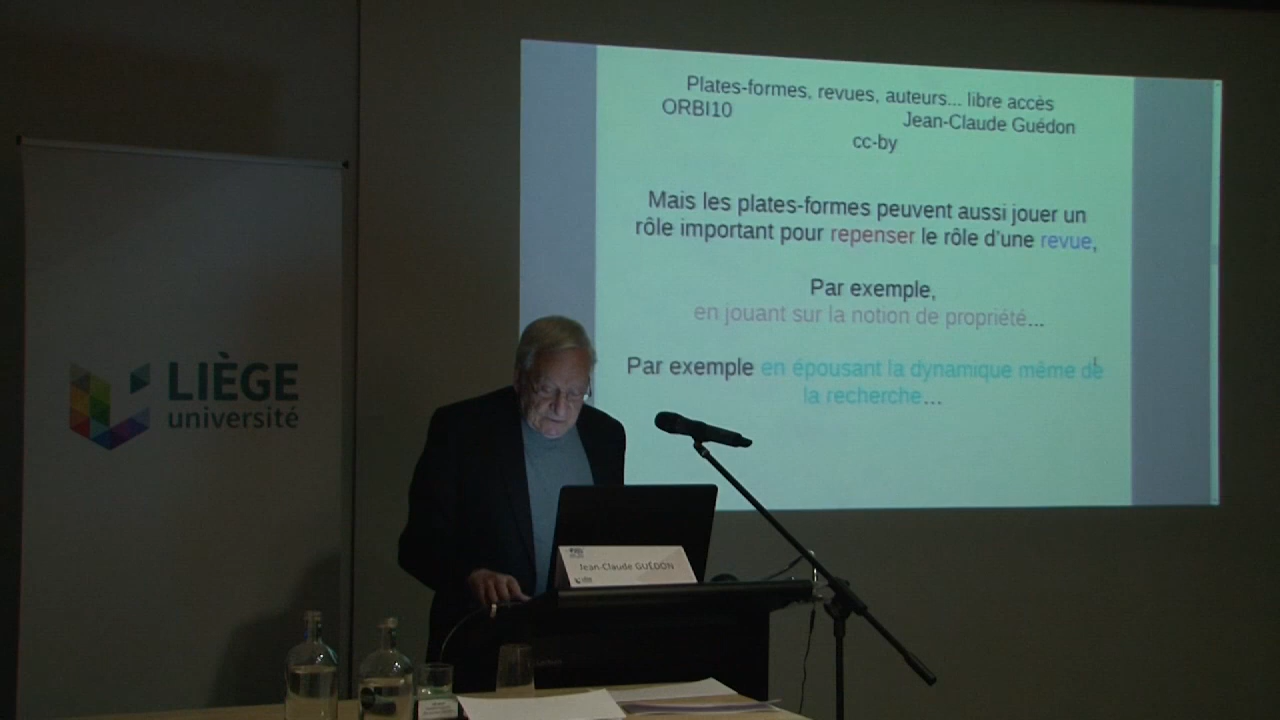 Plates-formes, revues, auteurs... libre accès
ORBI10
Jean-Claude Guédon
cc-by
Mais les plates-formes peuvent aussi jouer un
rôle important pour repenser le rôle d'une revue,
Par exemple,
en jouant sur la notion de propriété...
Par exemple en épousant la dynamique même de
la recherche...
LIÈGE
université
Jean-Claude GUÉDON